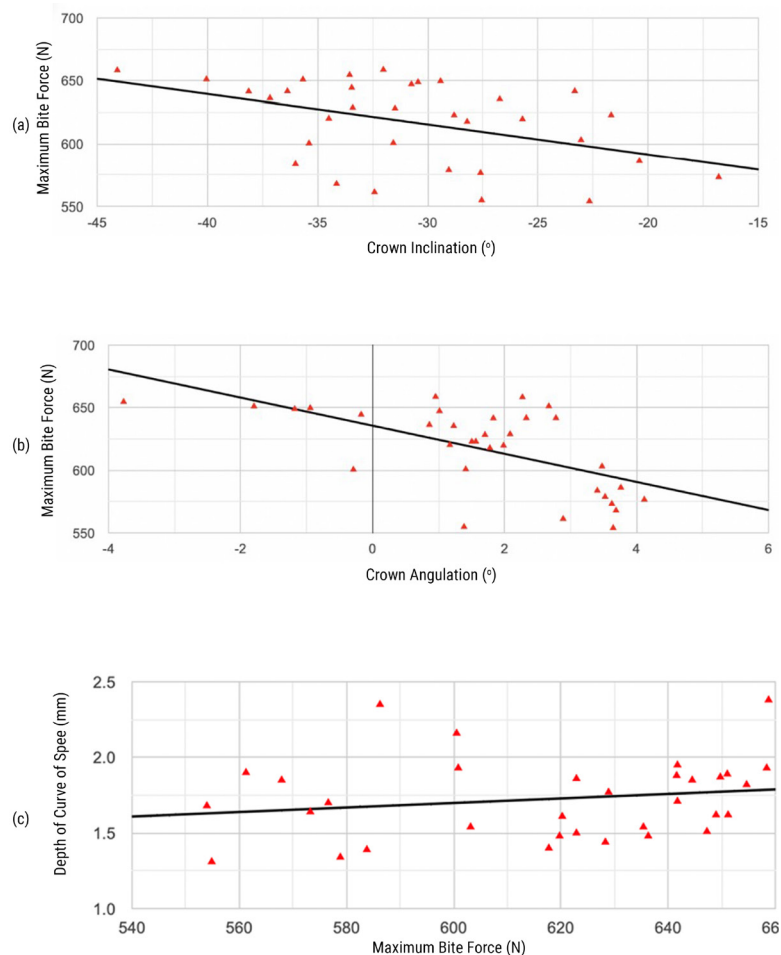 700
650
(a)
Maximum Bite Force (N)
600
550
-45 -40 -35 -30 -25 -20 -15
Crown Inclination (o)
700
650
(b)
Maximum Bite Force (N)
600
550
-4 -2 0 2 4 6
Crown Angulation (o)
2.5
2.0
(c)
Depth of Curve of Spee (mm)
1.5
1.0
540 560 580 600 620 640 66
Maximum Bite Force (N)